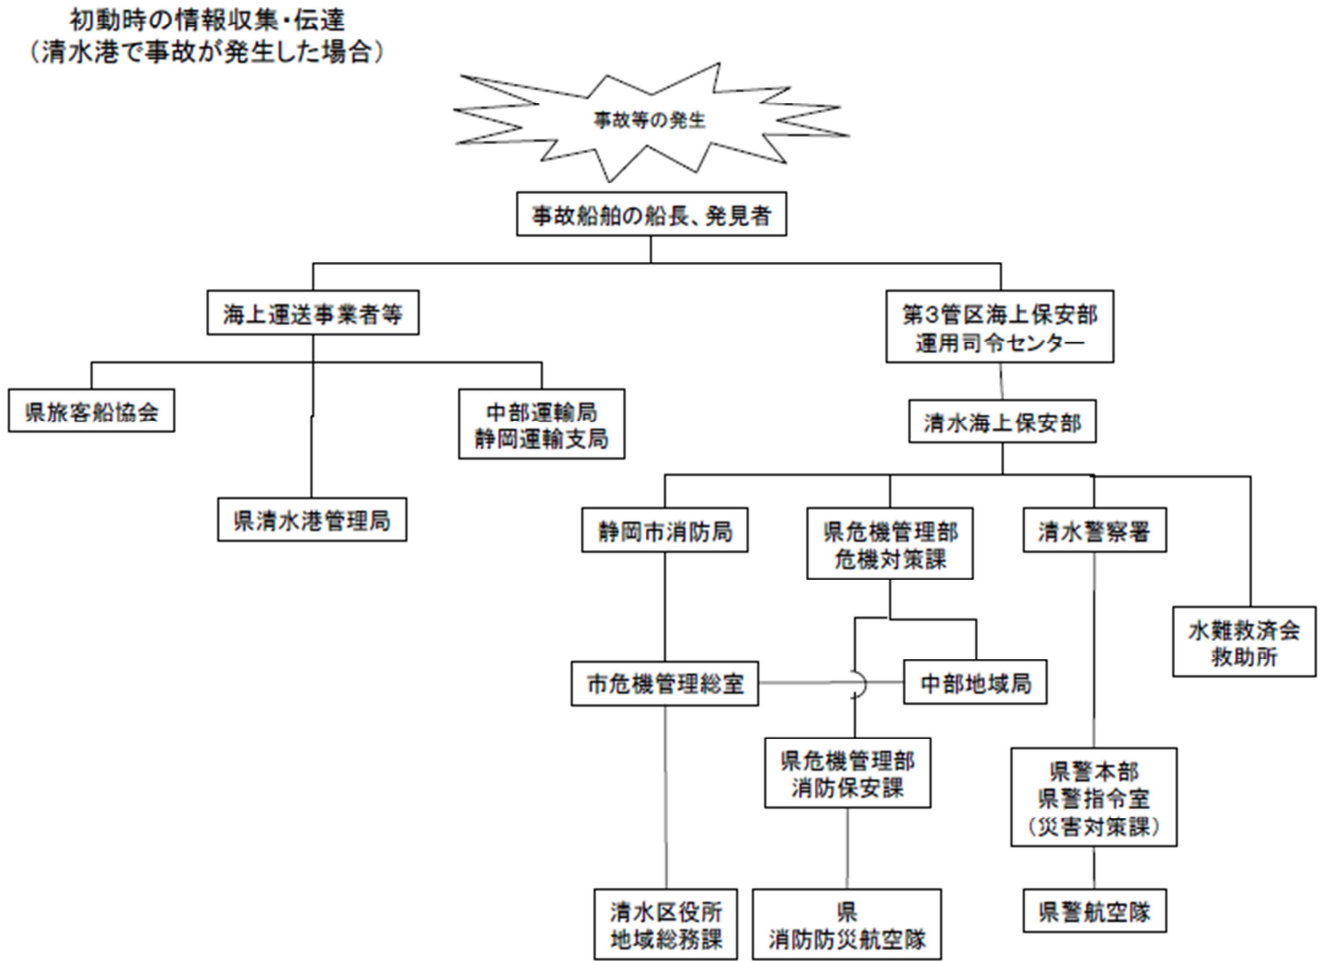 初動時の情報収集・伝達
（清水港で事故が発生した場合）
事故等の発生
事故船舶の船長、発見者
海上運送事業者等
第３管区海上保安部
運用司令センター
県旅客船協会
中部運輸局
静岡運輸支局
清水海上保安部
県清水港管理局
静岡市消防局
県危機管理部
危機対策課
清水警察署
水難救済会
救助所
市危機管理総室
中部地域局
県危機管理部
消防保安課
県警本部
県警指令室
（災害対策課）
清水区役所
地域総務課
県
消防防災航空隊
県警航空隊